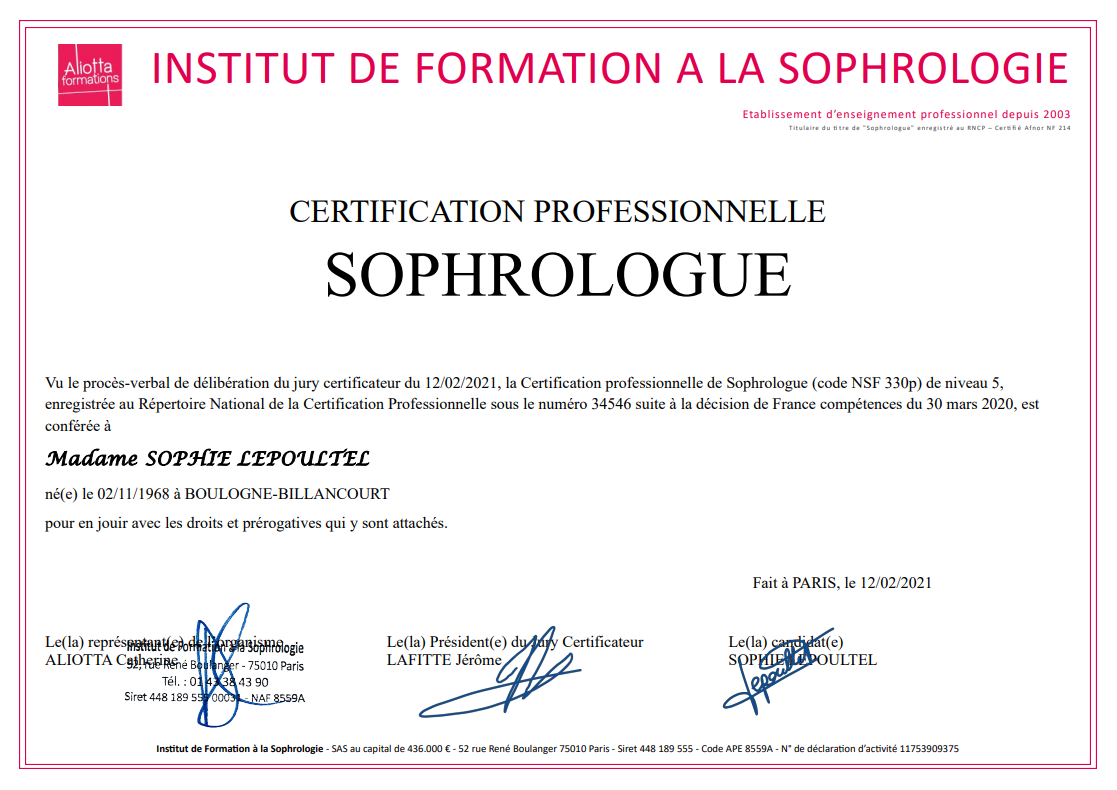 Aliotta
formations
INSTITUT DE FORMATION A LA SOPHROLOGIE
Etablissement d'enseignement professionnel depuis 2003
Titulaire du titre de "Sophrologue" enregistré au RNCP – Certifié Afnor NF 214
CERTIFICATION PROFESSIONNELLE
SOPHROLOGUE
Vu le procès-verbal de délibération du jury certificateur du 12/02/2021, la Certification professionnelle de Sophrologue (code NSF 330p) de niveau 5,
enregistrée au Répertoire National de la Certification Professionnelle sous le numéro 34546 suite à la décision de France compétences du 30 mars 2020, est
conférée à
Madame SOPHIE LEPOULTEL
né(e) le 02/11/1968 à BOULOGNE-BILLANCOURT
pour en jouir avec les droits et prérogatives qui y sont attachés.
Fait à PARIS, le 12/02/2021
Le(la) représentant(e) de l'organisme
ALIOTTA Catherine
Institut de Formation à la Sophrologie
52, rue René Boulanger - 75010 Paris
Tél. : 01 43 38 43 90
Siret 448 189 555 00031 - NAF 8559A
Le(la) Président(e) du jury Certificateur
LAFITTE Jérôme
Le(la) candidat(e)
SOPHIE LEPOULTEL
Lepoultel
Institut de Formation à la Sophrologie - SAS au capital de 436.000 € - 52 rue René Boulanger 75010 Paris - Siret 448 189 555 - Code APE 8559A - N° de déclaration d'activité 11753909375